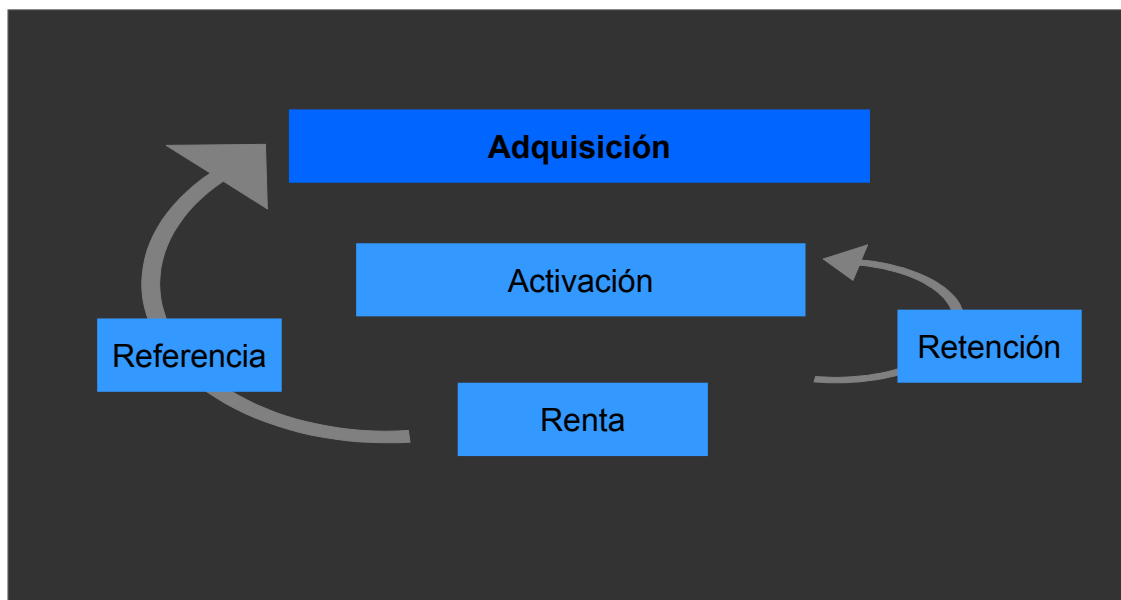 Adquisición
Activación
Referencia
Retención
Renta